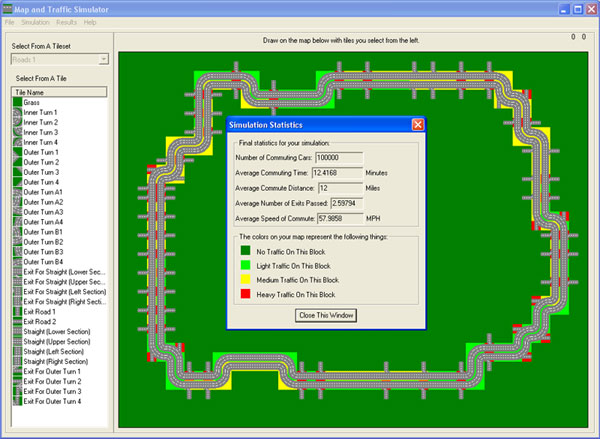 Map and Traffic Simulator
File Simulation Results Help
Select From A Tileset
Roads 1
Draw on the map below with tiles you select from the left.
0 0
Select From A Tile
Tile Name
Grass
Inner Turn 1
Inner Turn 2
Inner Turn 3
Inner Turn 4
Outer Turn 1
Outer Turn 2
Outer Turn 3
Outer Turn 4
Outer Turn A1
Outer Turn A2
Outer Turn A3
Outer Turn A4
Outer Turn B1
Outer Turn B2
Outer Turn B3
Outer Turn B4
Exit For Straight (Lower Sec...
Exit For Straight (Upper Sec...
Exit For Straight (Left Section)
Exit For Straight (Right Secti...
Exit Road 1
Exit Road 2
Straight (Lower Section)
Straight (Upper Section)
Straight (Left Section)
Straight (Right Section)
Exit For Outer Turn 1
Exit For Outer Turn 2
Exit For Outer Turn 3
Exit For Outer Turn 4
Simulation Statistics
Final statistics for your simulation:
Number of Commuting Cars: 100000
Average Commuting Time: 12.4168 Minutes
Average Commute Distance: 12 Miles
Average Number of Exits Passed: 2.59794
Average Speed of Commute: 57.9858 MPH
The colors on your map represent the following things:
No Traffic On This Block
Light Traffic On This Block
Medium Traffic On This Block
Heavy Traffic On This Block
Close This Window